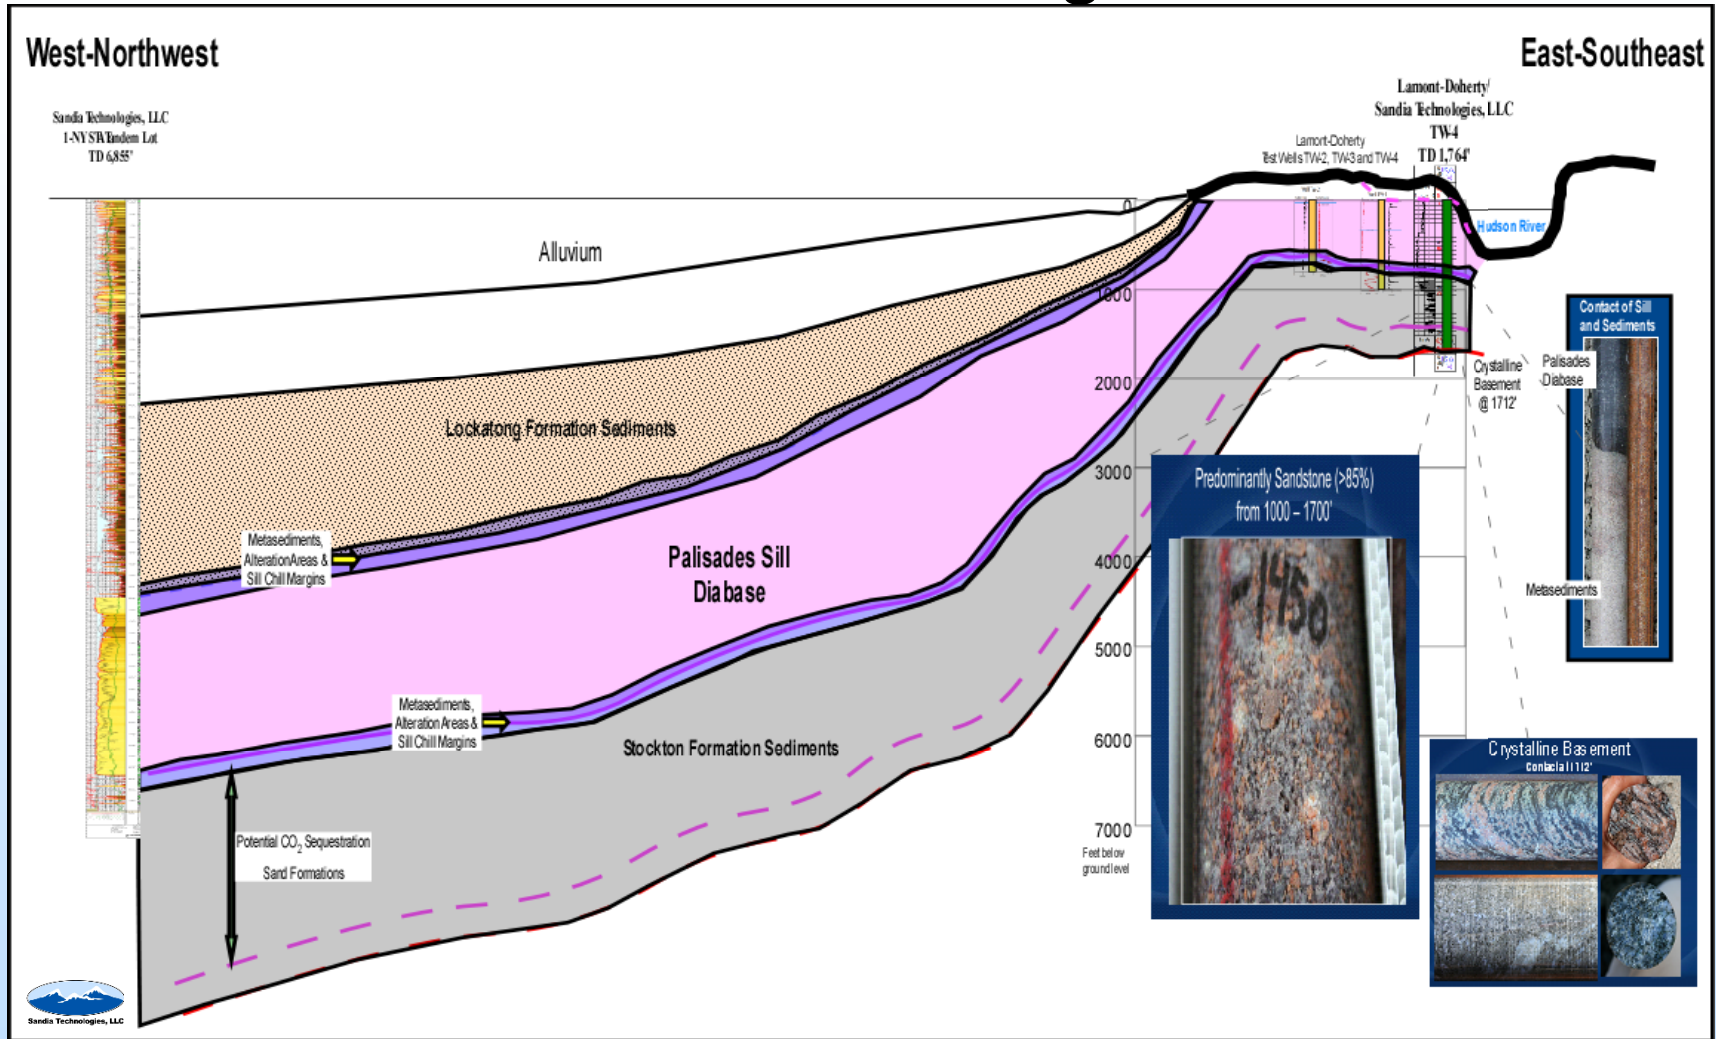 West-Northwest
East-Southeast
Sandia Technologies, LLC
1-NYSTA Tandem Lot
TD 6,855'
Lamont-Doherty/
Sandia Technologies, LLC
TW-4
TD 1,764'
Lamont-Doherty
Test Wells TW-2, TW-3 and TW-4
0
Hudson River
Alluvium
1000
Contact of Sill
and Sediments
Palisades
Diabase
Crystalline
Basement
@ 1712'
2000
Lockatong Formation Sediments
3000
Predominantly Sandstone (>85%)
from 1000 – 1700'
1450
Metasediments,
Alteration Areas &
Sill Chill Margins
Palisades Sill
Diabase
4000
Metasediments
5000
Metasediments,
Alteration Areas &
Sill Chill Margins
Stockton Formation Sediments
6000
Crystalline Basement
Contact at 1712'
7000
Feet below
ground level
Potential CO₂ Sequestration
Sand Formations
Sandia Technologies, LLC